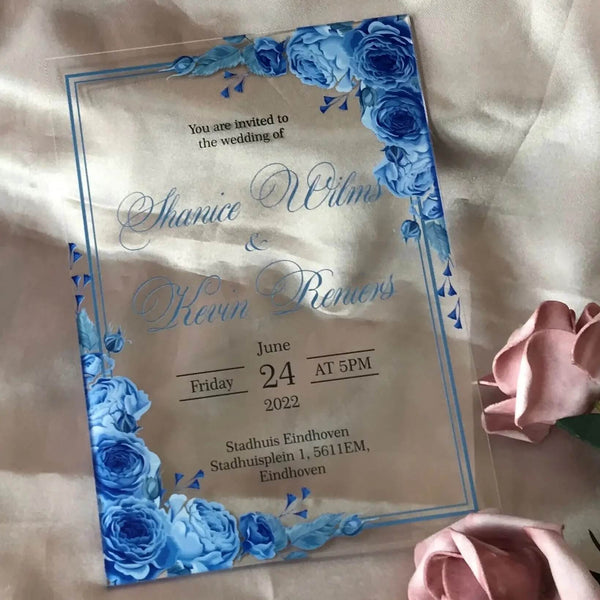 You are invited to
the wedding of
Shanice Wilms
&
Kevin Reniers
June
Friday 24 AT 5PM
2022
Stadhuis Eindhoven
Stadhuisplein 1, 5611EM,
Eindhoven